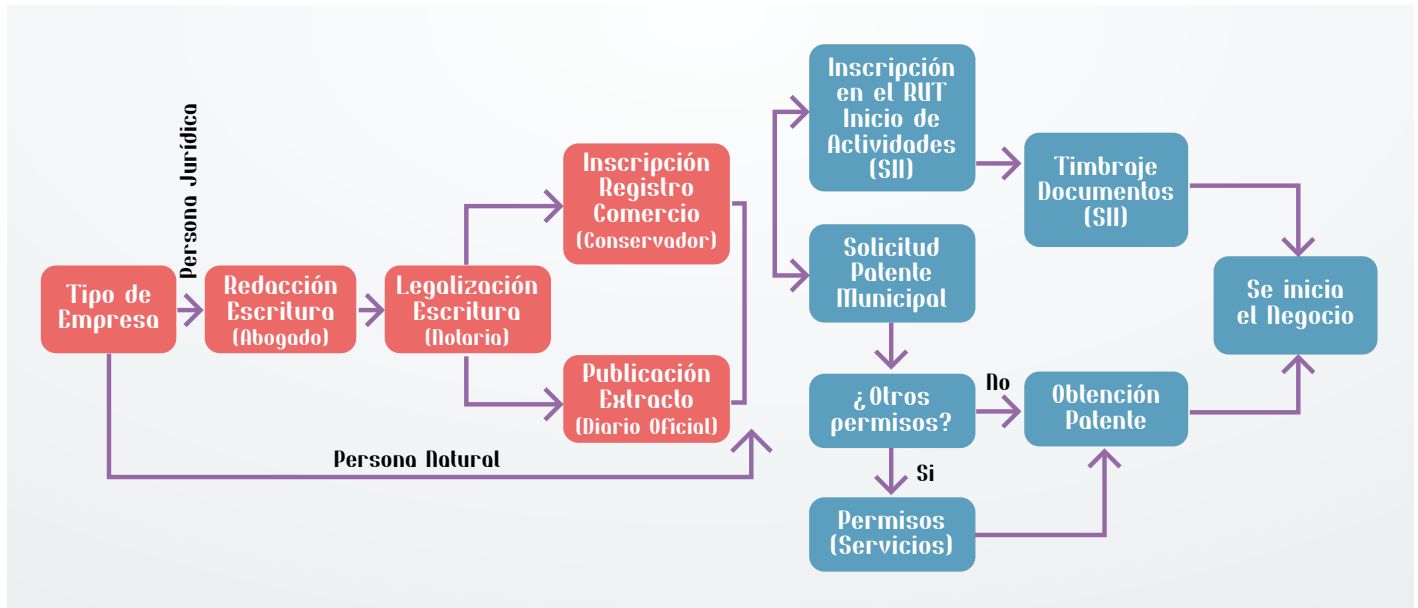 Tipo de
Empresa
Persona Jurídica
Redacción
Escritura
(Abogado)
Legalización
Escritura
(Notaria)
Inscripción
Registro
Comercio
(Conservador)
Publicación
Extracto
(Diario Oficial)
Persona Natural
Inscripción
en el RUT
Inicio de
Actividades
(SII)
Timbraje
Documentos
(SII)
Solicitud
Patente
Municipal
¿Otros
permisos?
No
Si
Permisos
(Servicios)
Obtención
Patente
Se inicia
el Negocio